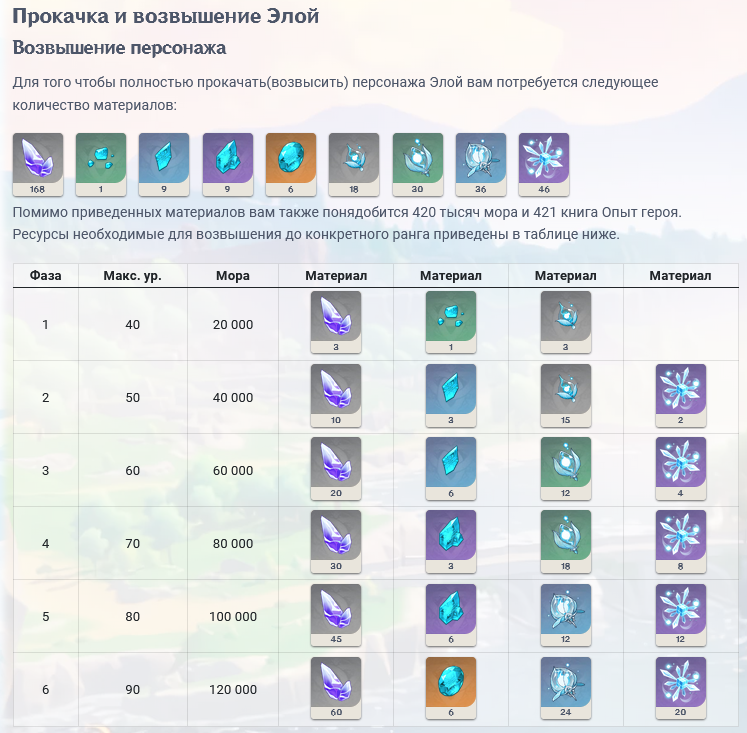 Прокачка и возвышение Элой
Возвышение персонажа
Для того чтобы полностью прокачать(возвысить) персонажа Элой вам потребуется следующее
количество материалов:
168 1 9 9 6 18 30 36 46
Помимо приведенных материалов вам также понядобится 420 тысяч мора и 421 книга Опыт героя.
Ресурсы необходимые для возвышения до конкретного ранга приведены в таблице ниже.
Фаза Макс. ур. Мора Материал Материал Материал Материал
1 40 20 000 3 1 3
2 50 40 000 10 3 15 2
3 60 60 000 20 6 12 4
4 70 80 000 30 3 18 8
5 80 100 000 45 6 12 12
6 90 120 000 60 6 24 20